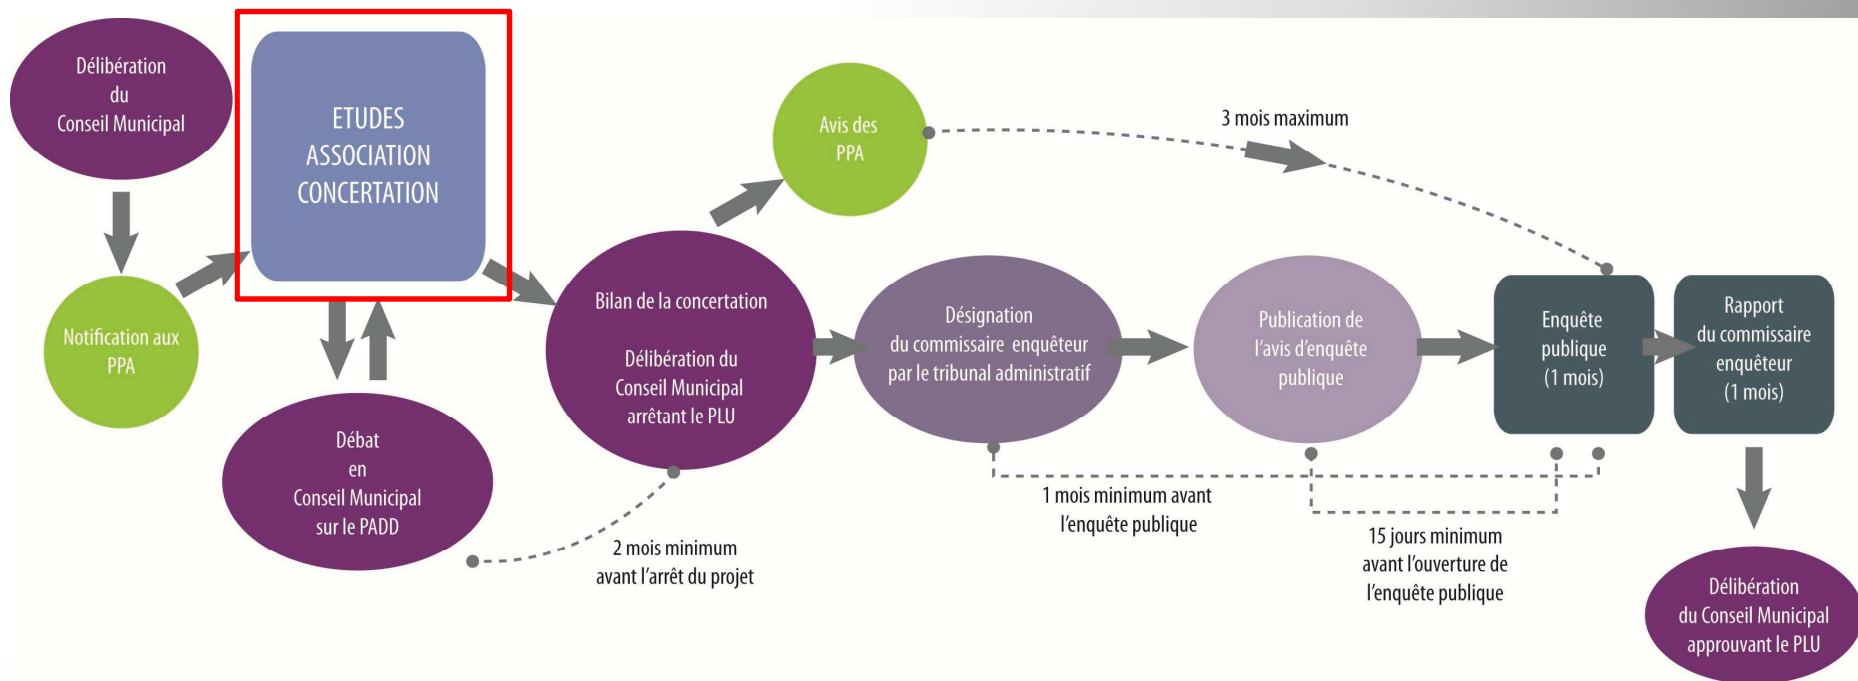 Délibération
du
Conseil Municipal
Notification aux
PPA
ETUDES
ASSOCIATION
CONCERTATION
Débat
en
Conseil Municipal
sur le PADD
2 mois minimum
avant l'arrêt du projet
Bilan de la concertation
Délibération du
Conseil Municipal
arrêtant le PLU
Avis des
PPA
3 mois maximum
Désignation
du commissaire enquêteur
par le tribunal administratif
1 mois minimum avant
l'enquête publique
Publication de
l'avis d'enquête
publique
15 jours minimum
avant l'ouverture de
l'enquête publique
Enquête
publique
(1 mois)
Rapport
du commissaire
enquêteur
(1 mois)
Délibération
du Conseil Municipal
approuvant le PLU